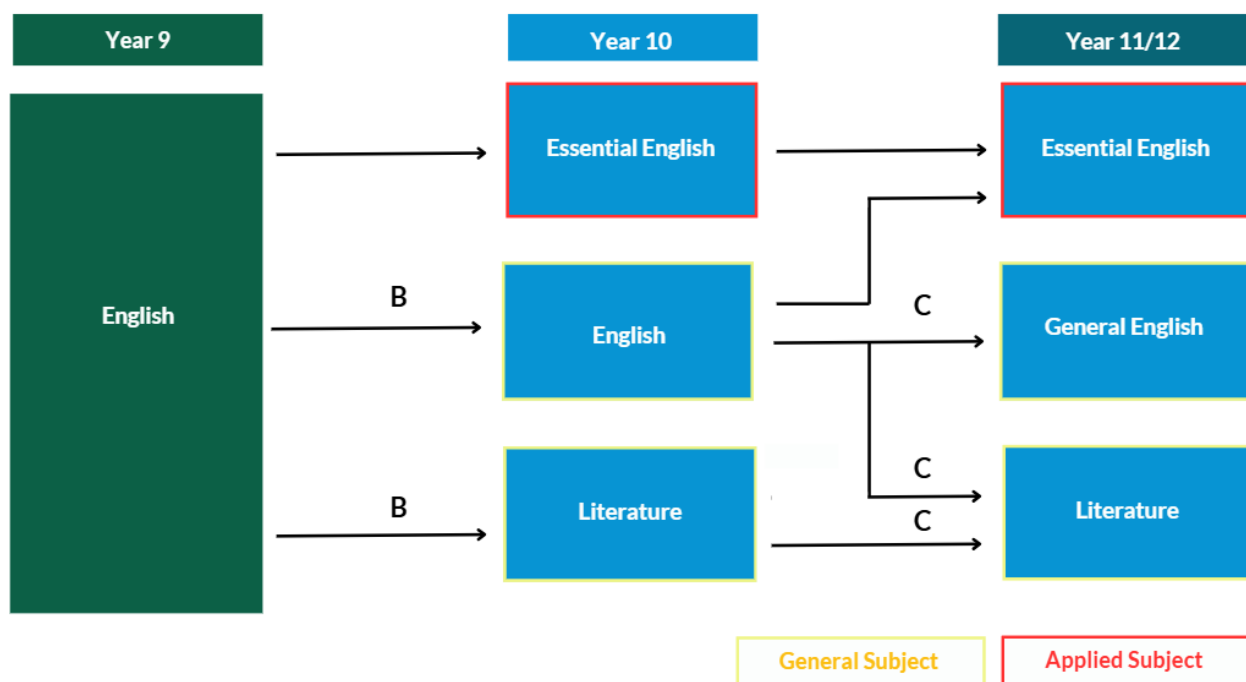 Year 9
Year 10
Year 11/12
Essential English
Essential English
English
B
English
C
General English
B
Literature
C
C
Literature
General Subject
Applied Subject